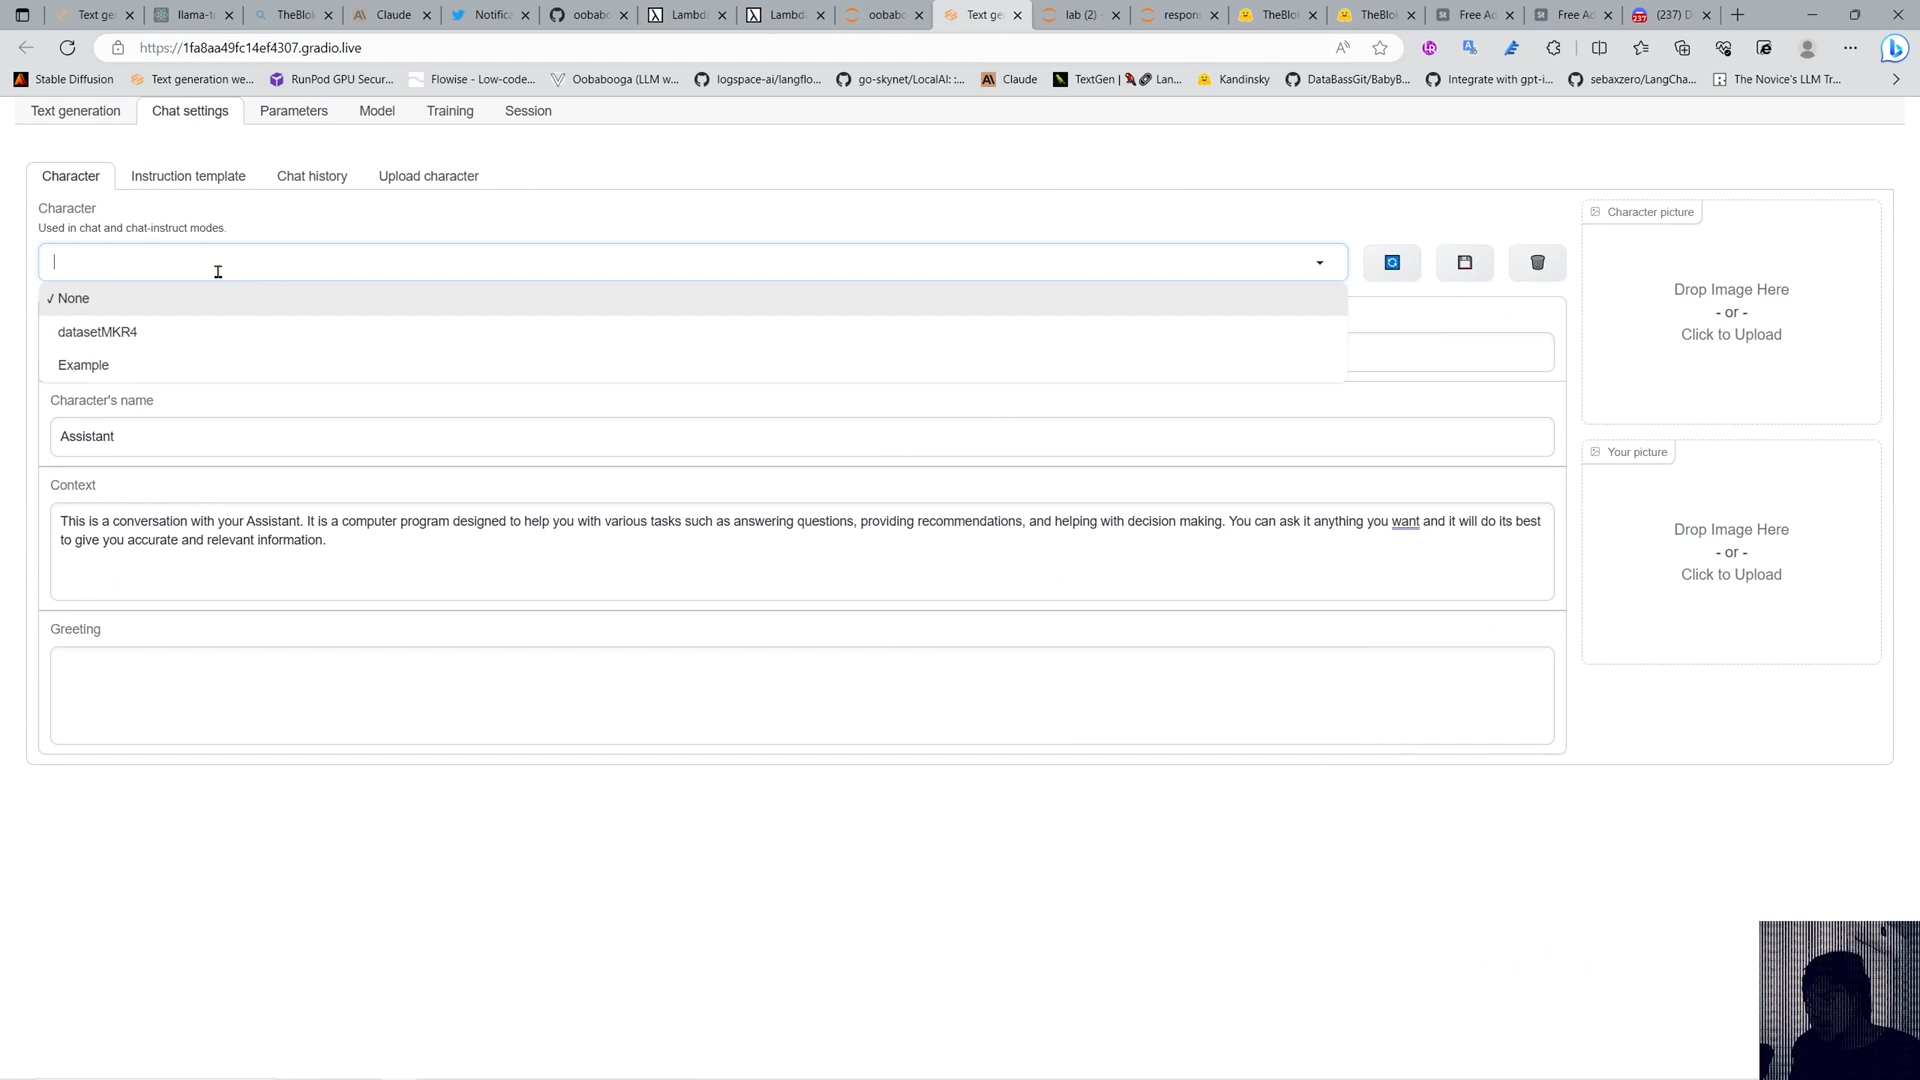 Text ge
llama-t
TheBlo
Claude
Notifica
oobabo
Lambda
Lambd
oobabo
Text ge
lab (2) -
respon
TheBlo
TheBlo
Free Ac
Free Ac
(237) D
https://1fa8aa49fc14ef4307.gradio.live
Stable Diffusion
Text generation we...
RunPod GPU Secur...
Flowise - Low-code...
Oobabooga (LLM w...
logspace-ai/langflo...
go-skynet/LocalAI: :...
Claude
TextGen | Lan...
Kandinsky
DataBassGit/BabyB...
Integrate with gpt-i...
sebaxzero/LangCha...
The Novice's LLM Tr...
Text generation
Chat settings
Parameters
Model
Training
Session
Character
Instruction template
Chat history
Upload character
Character
Used in chat and chat-instruct modes.
✓ None
datasetMKR4
Example
Character's name
Assistant
Context
This is a conversation with your Assistant. It is a computer program designed to help you with various tasks such as answering questions, providing recommendations, and helping with decision making. You can ask it anything you want and it will do its best
to give you accurate and relevant information.
Greeting
Character picture
Drop Image Here
- or -
Click to Upload
Your picture
Drop Image Here
- or -
Click to Upload